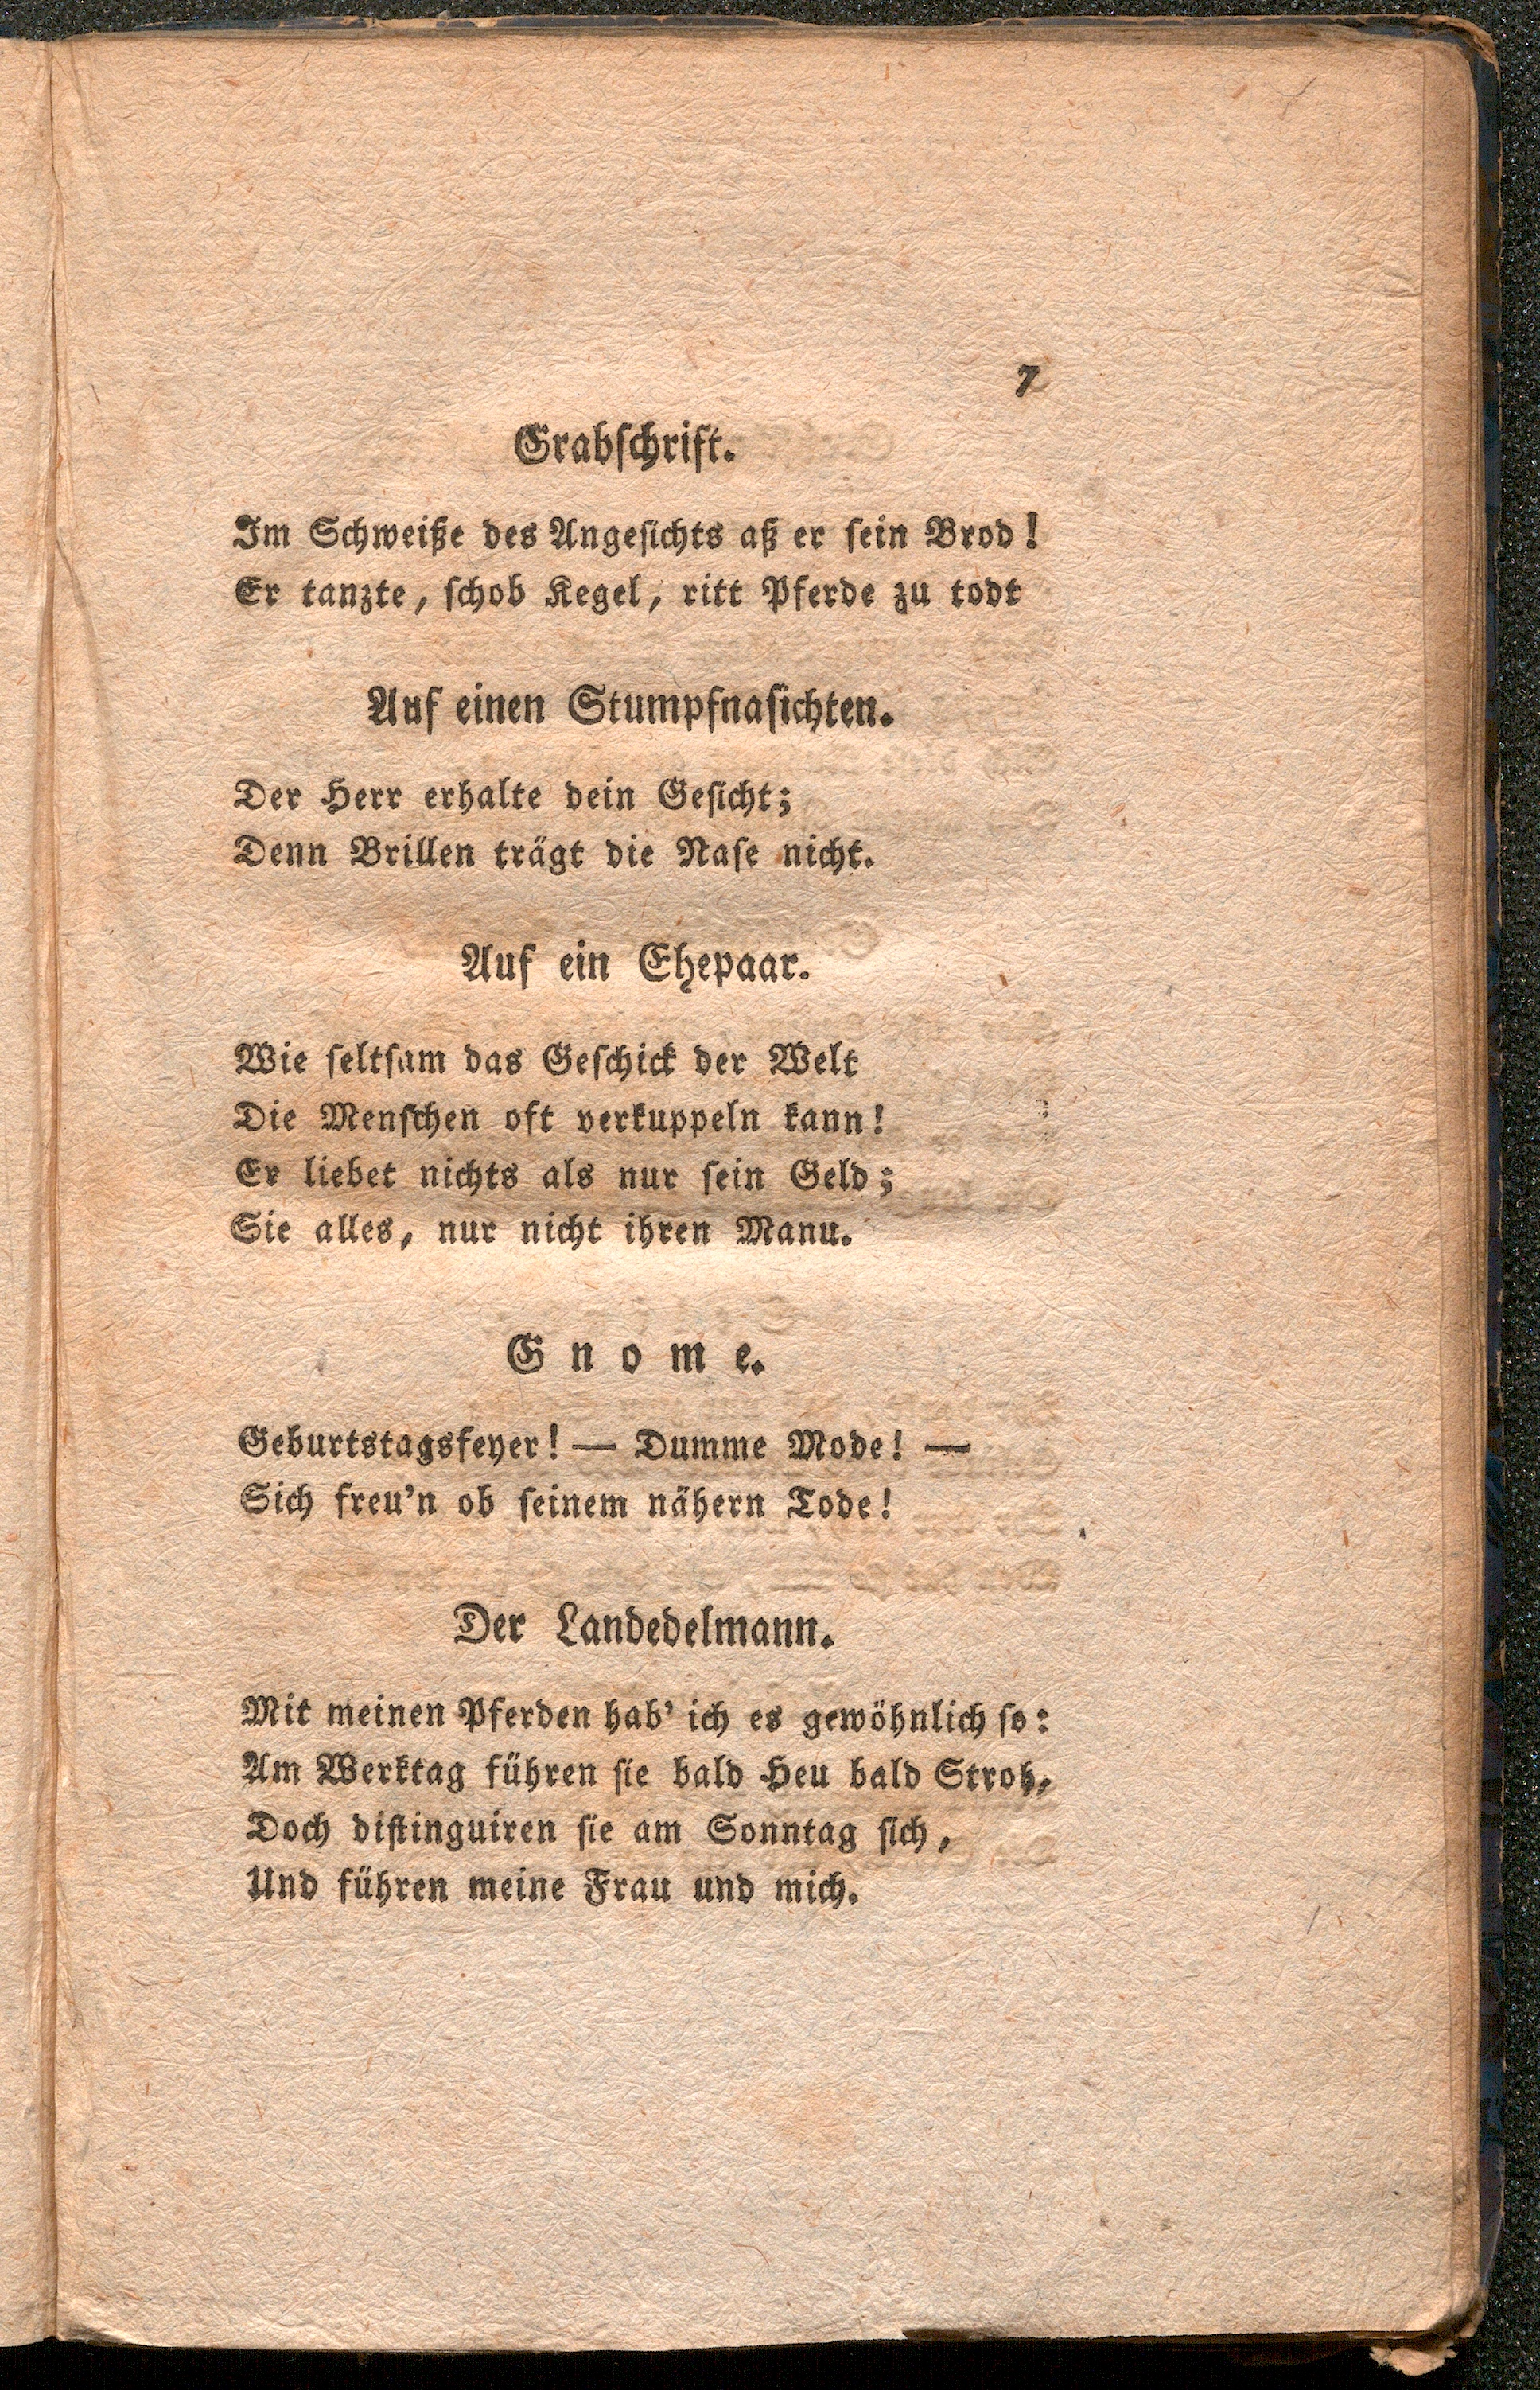 7
Grabſchrift.
Im Schweiße des Angeſichts aß er ſein Brod!
Er tanzte, ſchob Kegel, ritt Pferde zu todt
Auf einen Stumpfnaſichten.
Der Herr erhalte dein Geſicht;
Denn Brillen trägt die Naſe nicht.
Auf ein Ehepaar.
Wie ſeltſam das Geſchick der Welt
Die Menſchen oft verkuppeln kann!
Er liebet nichts als nur ſein Geld;
Sie alles, nur nicht ihren Manu.
Gnome.
Geburtstagsfeyer! — Dumme Mode! —
Sich freu'n ob ſeinem nähern Tode!
Der Landedelmann.
Mit meinen Pferden hab' ich es gewöhnlich ſo:
Am Werktag führen ſie bald Heu bald Stroh,
Doch diſtinguiren ſie am Sonntag ſich,
Und führen meine Frau und mich.